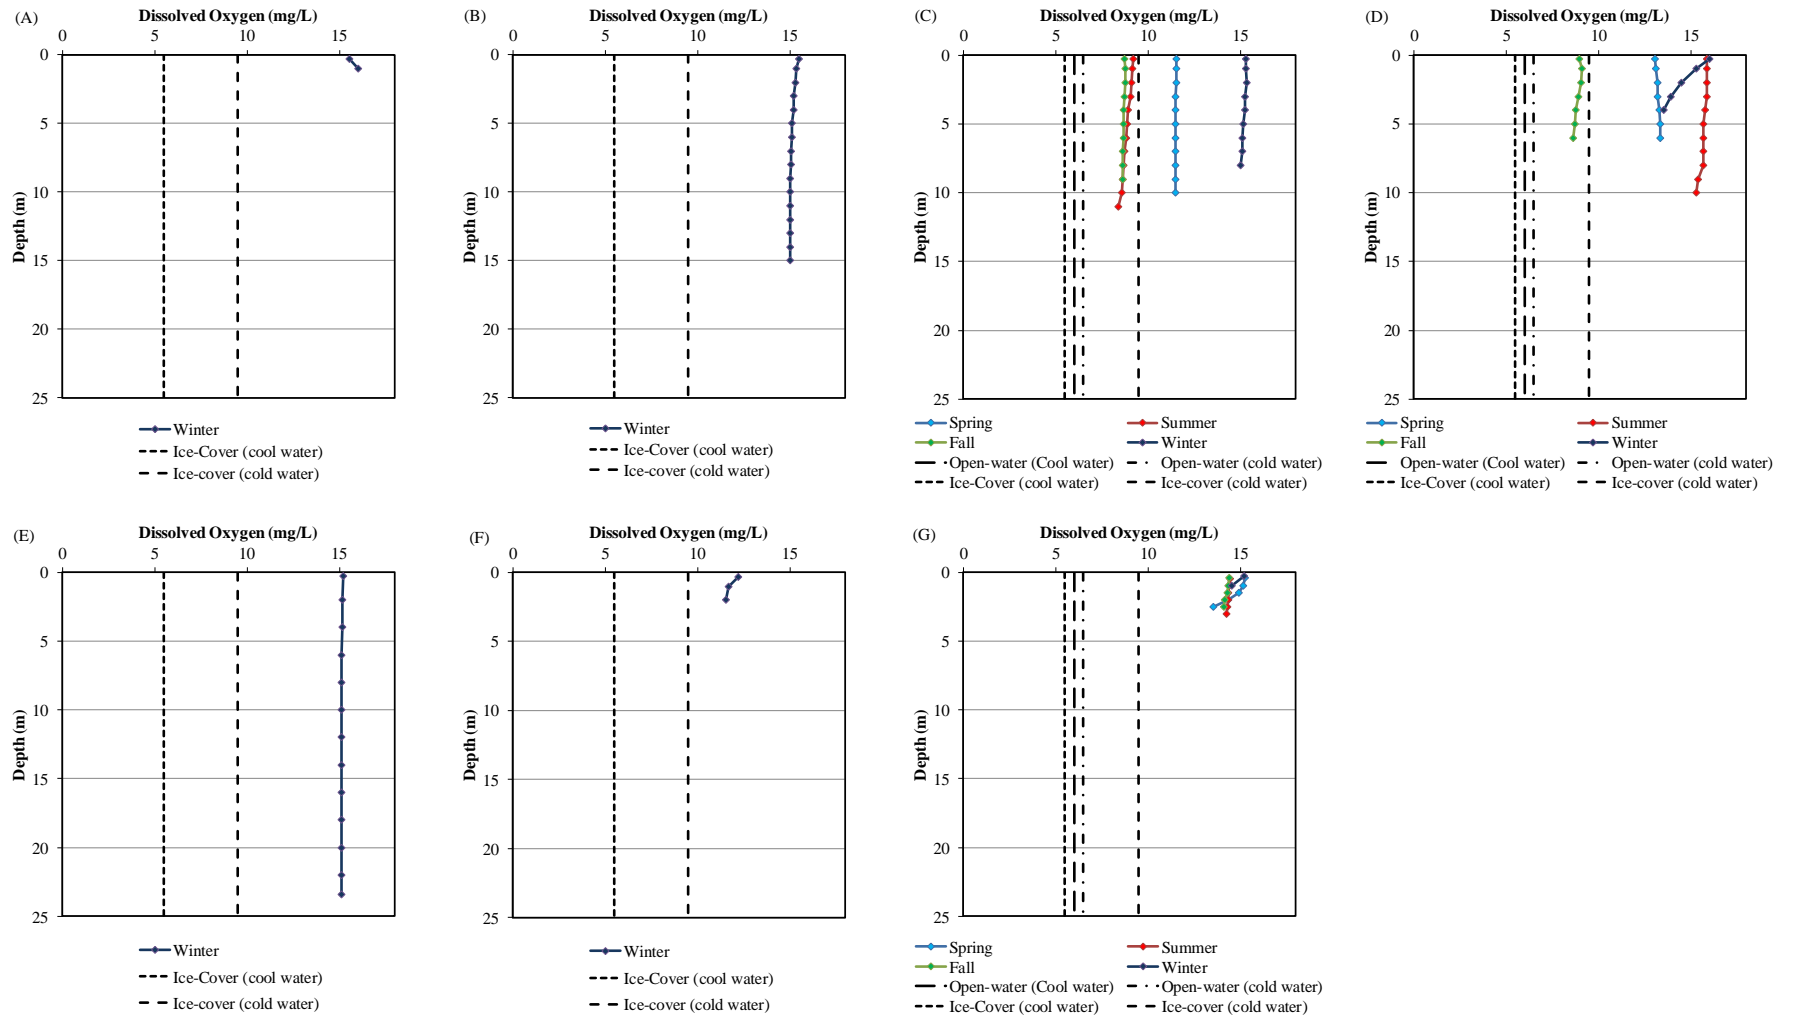 (A)
Dissolved Oxygen (mg/L)
0 5 10 15
0
5
10
15
20
25
Depth (m)
Winter
Ice-Cover (cool water)
Ice-cover (cold water)
(B)
Dissolved Oxygen (mg/L)
0 5 10 15
0
5
10
15
20
25
Depth (m)
Winter
Ice-Cover (cool water)
Ice-cover (cold water)
(C)
Dissolved Oxygen (mg/L)
0 5 10 15
0
5
10
15
20
25
Depth (m)
Spring Summer
Fall Winter
Open-water (Cool water) Open-water (cold water)
Ice-Cover (cool water) Ice-cover (cold water)
(D)
Dissolved Oxygen (mg/L)
0 5 10 15
0
5
10
15
20
25
Depth (m)
Spring Summer
Fall Winter
Open-water (Cool water) Open-water (cold water)
Ice-Cover (cool water) Ice-cover (cold water)
(E)
Dissolved Oxygen (mg/L)
0 5 10 15
0
5
10
15
20
25
Depth (m)
Winter
Ice-Cover (cool water)
Ice-cover (cold water)
(F)
Dissolved Oxygen (mg/L)
0 5 10 15
0
5
10
15
20
25
Depth (m)
Winter
Ice-Cover (cool water)
Ice-cover (cold water)
(G)
Dissolved Oxygen (mg/L)
0 5 10 15
0
5
10
15
20
25
Depth (m)
Spring Summer
Fall Winter
Open-water (Cool water) Open-water (cold water)
Ice-Cover (cool water) Ice-cover (cold water)